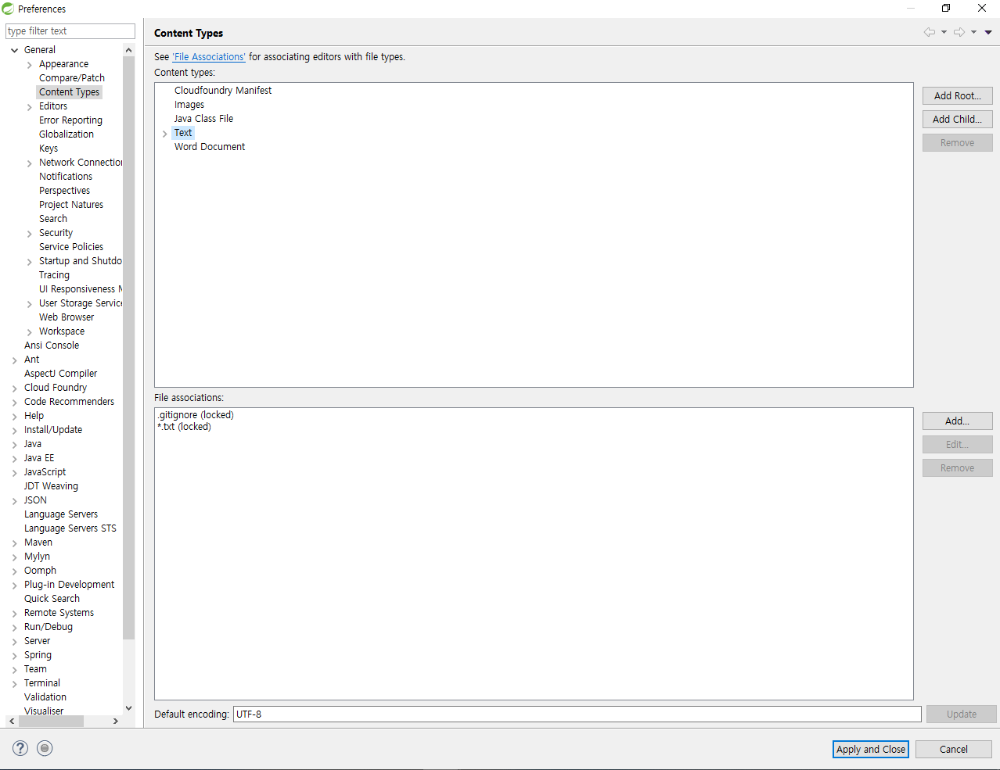 Preferences
type filter text
General
Appearance
Compare/Patch
Content Types
Editors
Error Reporting
Globalization
Keys
Network Connection
Notifications
Perspectives
Project Natures
Search
Security
Service Policies
Startup and Shutdo
Tracing
UI Responsiveness M
User Storage Service
Web Browser
Workspace
Ansi Console
Ant
AspectJ Compiler
Cloud Foundry
Code Recommenders
Help
Install/Update
Java
Java EE
JavaScript
JDT Weaving
JSON
Language Servers
Language Servers STS
Maven
Mylyn
Oomph
Plug-in Development
Quick Search
Remote Systems
Run/Debug
Server
Spring
Team
Terminal
Validation
Visualiser
Content Types
See 'File Associations' for associating editors with file types.
Content types:
Cloudfoundry Manifest
Images
Java Class File
Text
Word Document
Add Root...
Add Child...
Remove
File associations:
.gitignore (locked)
*.txt (locked)
Add...
Edit...
Remove
Default encoding: UTF-8
Update
Apply and Close
Cancel